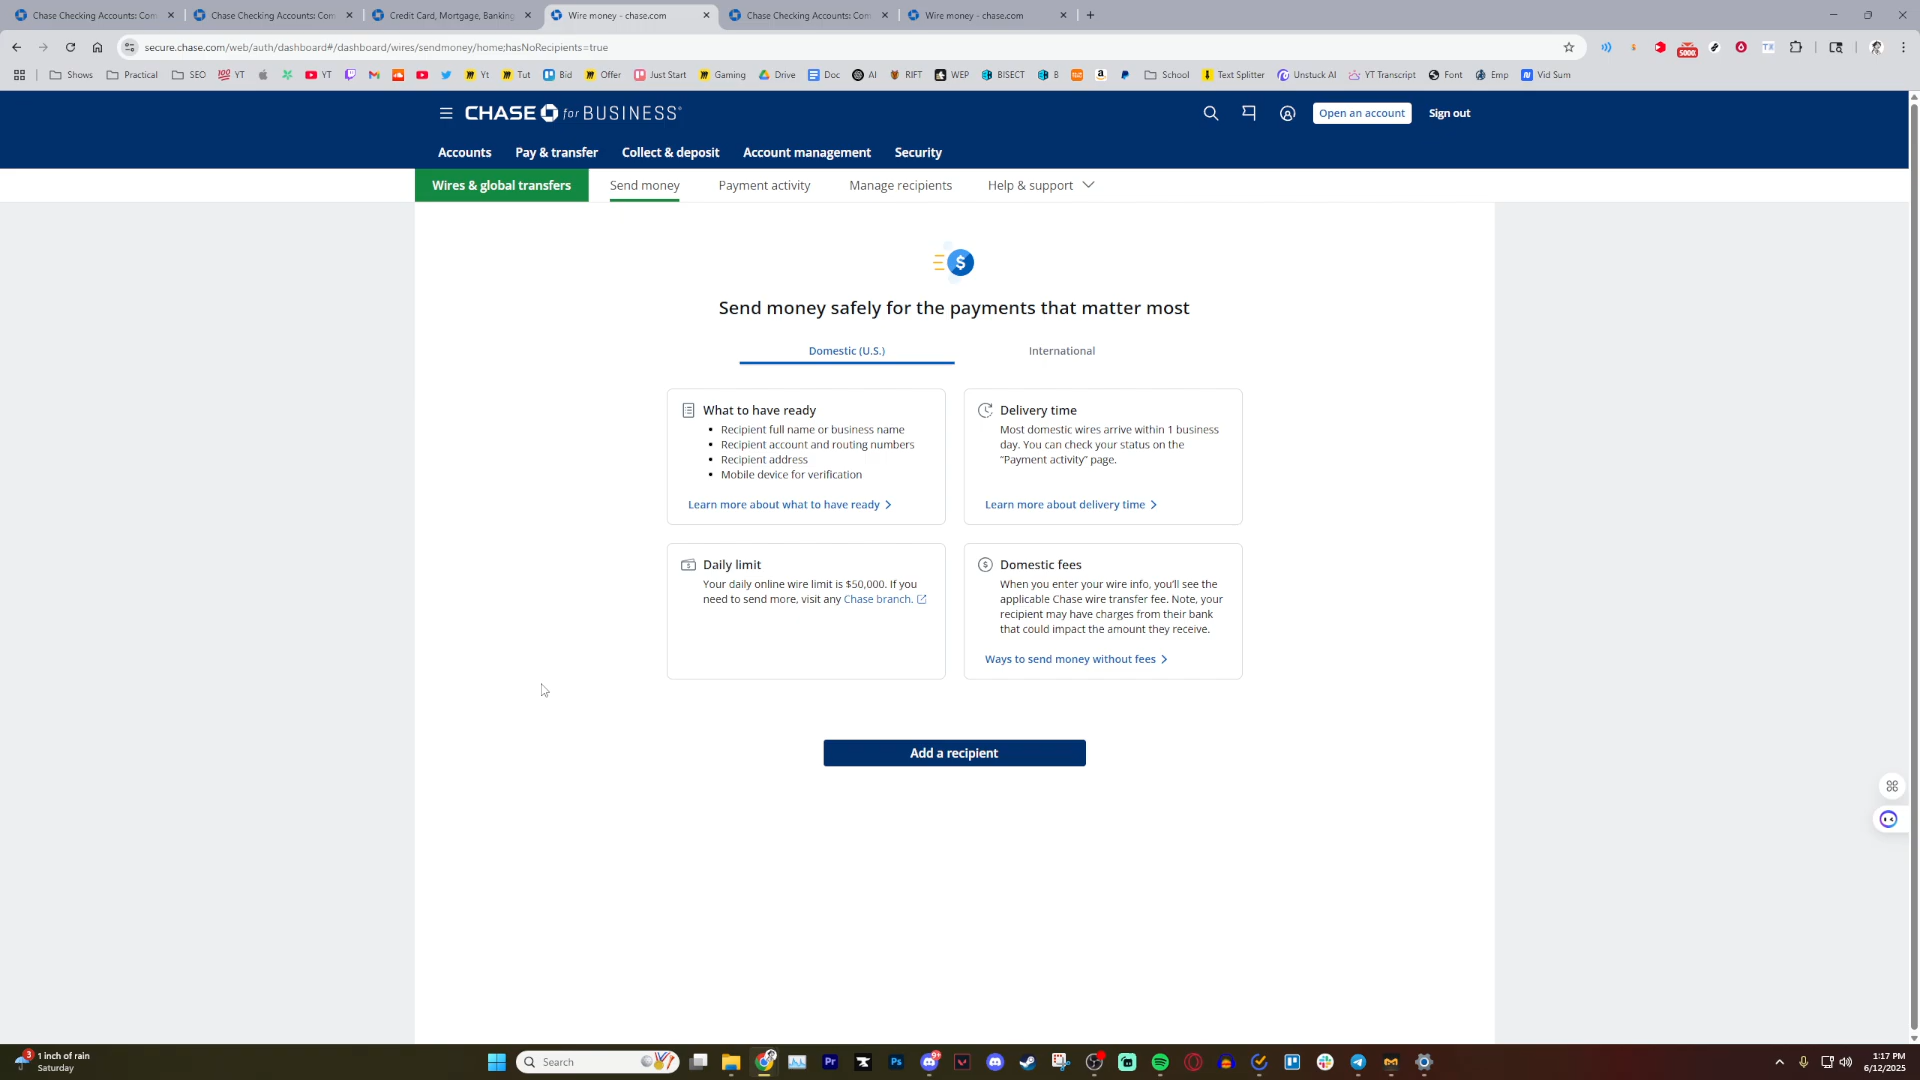 Chase Checking Accounts: Com
Chase Checking Accounts: Com
Credit Card, Mortgage, Banking
Wire money - chase.com
Chase Checking Accounts: Com
Wire money - chase.com
secure.chase.com/web/auth/dashboard#/dashboard/wires/sendmoney/home;hasNoRecipients=true
500K
Shows
Practical
SEO
YT
YT
Yt
Tut
Bid
Offer
Just Start
Gaming
Drive
Doc
AI
RIFT
WEP
BISECT
B
School
Text Splitter
Unstuck AI
YT Transcript
Font
Emp
Vid Sum
CHASE for BUSINESS
Open an account
Sign out
Accounts
Pay & transfer
Collect & deposit
Account management
Security
Wires & global transfers
Send money
Payment activity
Manage recipients
Help & support
Send money safely for the payments that matter most
Domestic (U.S.)
International
What to have ready
• Recipient full name or business name
• Recipient account and routing numbers
• Recipient address
• Mobile device for verification
Learn more about what to have ready
Delivery time
Most domestic wires arrive within 1 business
day. You can check your status on the
“Payment activity” page.
Learn more about delivery time
Daily limit
Your daily online wire limit is $50,000. If you
need to send more, visit any Chase branch.
Domestic fees
When you enter your wire info, you'll see the
applicable Chase wire transfer fee. Note, your
recipient may have charges from their bank
that could impact the amount they receive.
Ways to send money without fees
Add a recipient
3
1 inch of rain
Saturday
Search
Pr
Ps
1:17 PM
6/12/2025